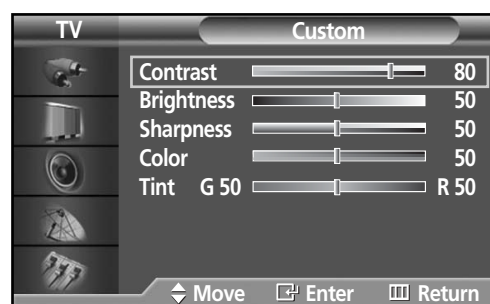 TV Custom
Contrast 80
Brightness 50
Sharpness 50
Color 50
Tint G 50 R 50
Move Enter Return